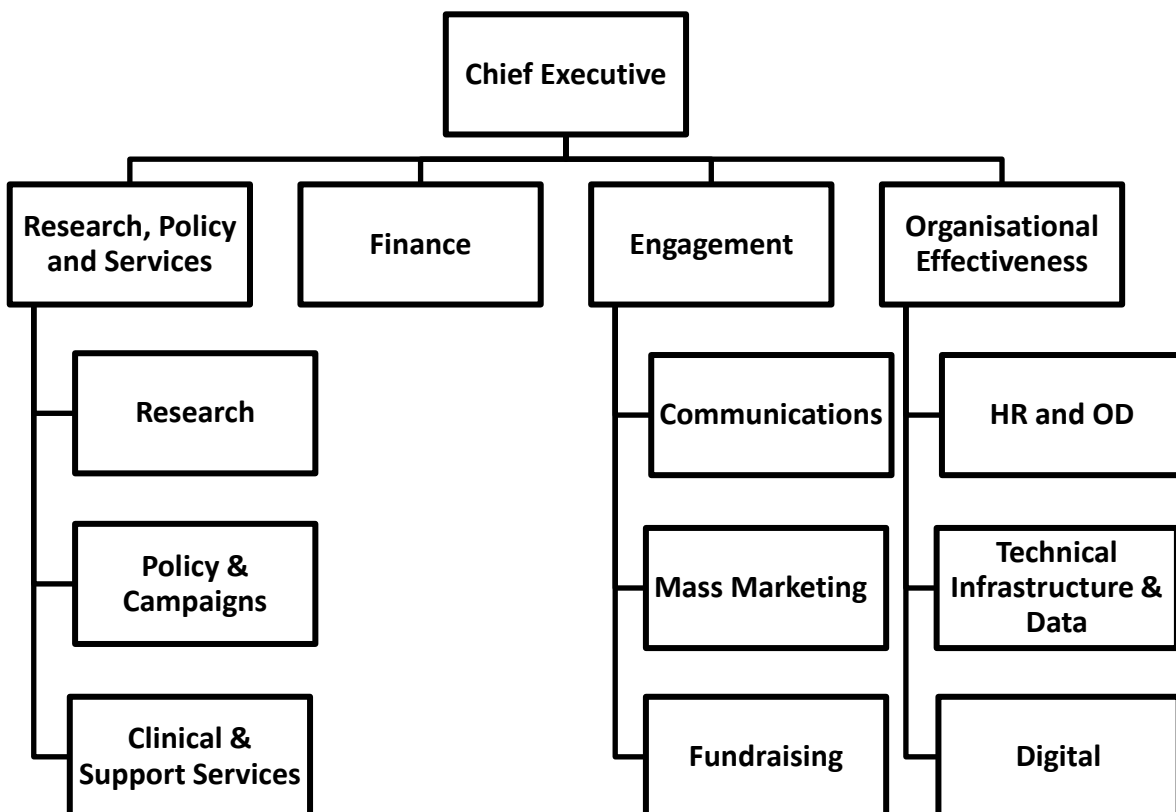 Chief Executive
Research, Policy
and Services
Finance
Engagement
Organisational
Effectiveness
Research
Communications
HR and OD
Policy &
Campaigns
Mass Marketing
Technical
Infrastructure &
Data
Clinical &
Support Services
Fundraising
Digital